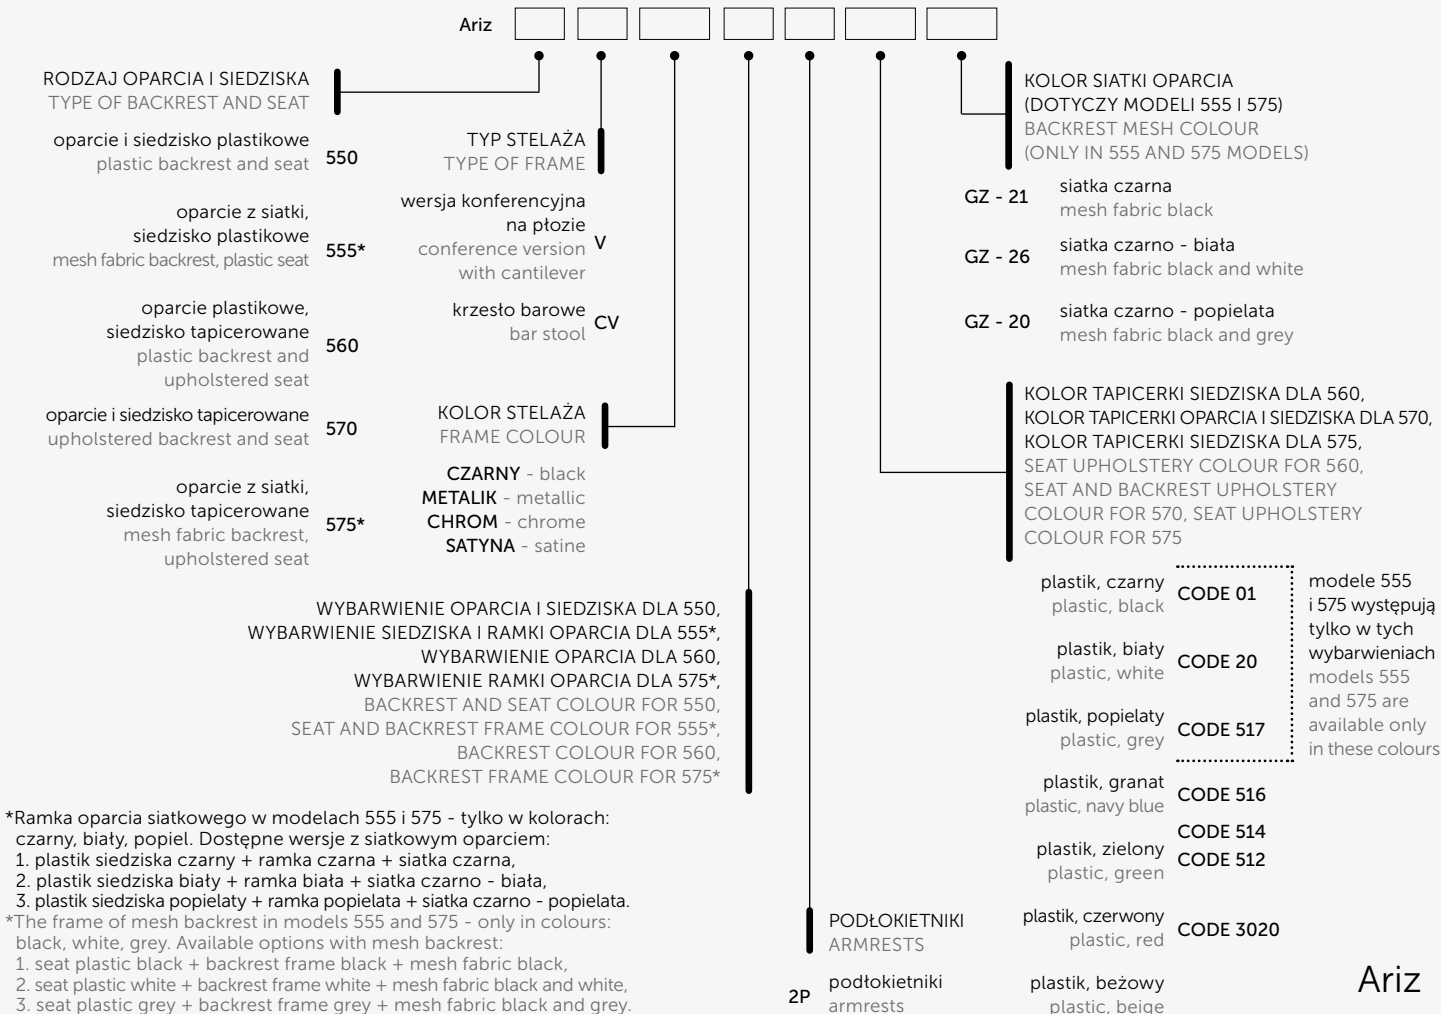 Ariz
RODZAJ OPARCIA I SIEDZISKA
TYPE OF BACKREST AND SEAT
oparcie i siedzisko plastikowe
plastic backrest and seat
550
oparcie z siatki,
siedzisko plastikowe
mesh fabric backrest, plastic seat
555*
oparcie plastikowe,
siedzisko tapicerowane
plastic backrest and
upholstered seat
560
oparcie i siedzisko tapicerowane
upholstered backrest and seat
570
oparcie z siatki,
siedzisko tapicerowane
mesh fabric backrest,
upholstered seat
575*
TYP STELAŻA
TYPE OF FRAME
wersja konferencyjna
na płozie
conference version
with cantilever
V
krzesło barowe
bar stool
CV
KOLOR STELAŻA
FRAME COLOUR
CZARNY - black
METALIK - metallic
CHROM - chrome
SATYNA - satine
WYBARWIENIE OPARCIA I SIEDZISKA DLA 550,
WYBARWIENIE SIEDZISKA I RAMKI OPARCIA DLA 555*,
WYBARWIENIE OPARCIA DLA 560,
WYBARWIENIE RAMKI OPARCIA DLA 575*,
BACKREST AND SEAT COLOUR FOR 550,
SEAT AND BACKREST FRAME COLOUR FOR 555*,
BACKREST COLOUR FOR 560,
BACKREST FRAME COLOUR FOR 575*
*Ramka oparcia siatkowego w modelach 555 i 575 - tylko w kolorach:
czarny, biały, popiel. Dostępne wersje z siatkowym oparciem:
1. plastik siedziska czarny + ramka czarna + siatka czarna,
2. plastik siedziska biały + ramka biała + siatka czarno - biała,
3. plastik siedziska popielaty + ramka popielata + siatka czarno - popielata.
*The frame of mesh backrest in models 555 and 575 - only in colours:
black, white, grey. Available options with mesh backrest:
1. seat plastic black + backrest frame black + mesh fabric black,
2. seat plastic white + backrest frame white + mesh fabric black and white,
3. seat plastic grey + backrest frame grey + mesh fabric black and grey.
PODŁOKIETNIKI
ARMRESTS
2P
podłokietniki
armrests
KOLOR SIATKI OPARCIA
(DOTYCZY MODELI 555 I 575)
BACKREST MESH COLOUR
(ONLY IN 555 AND 575 MODELS)
GZ - 21
siatka czarna
mesh fabric black
GZ - 26
siatka czarno - biała
mesh fabric black and white
GZ - 20
siatka czarno - popielata
mesh fabric black and grey
KOLOR TAPICERKI SIEDZISKA DLA 560,
KOLOR TAPICERKI OPARCIA I SIEDZISKA DLA 570,
KOLOR TAPICERKI SIEDZISKA DLA 575,
SEAT UPHOLSTERY COLOUR FOR 560,
SEAT AND BACKREST UPHOLSTERY
COLOUR FOR 570, SEAT UPHOLSTERY
COLOUR FOR 575
plastik, czarny
plastic, black
CODE 01
plastik, biały
plastic, white
CODE 20
plastik, popielaty
plastic, grey
CODE 517
modele 555
i 575 występują
tylko w tych
wybarwieniach
models 555
and 575 are
available only
in these colours
plastik, granat
plastic, navy blue
CODE 516
CODE 514
plastik, zielony
plastic, green
CODE 512
plastik, czerwony
plastic, red
CODE 3020
plastik, beżowy
plastic, beige
Ariz